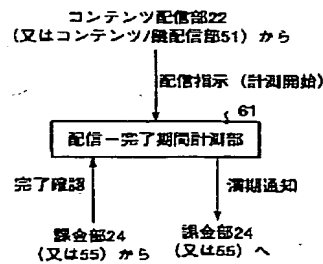 コンテンツ配信部22
(又はコンテンツ/鍵配信部51) から
配信指示 (計測開始)
61
配信ー完了期間計測部
完了確認
満期通知
課金部24
(又は55) から
課金部24
(又は55) へ